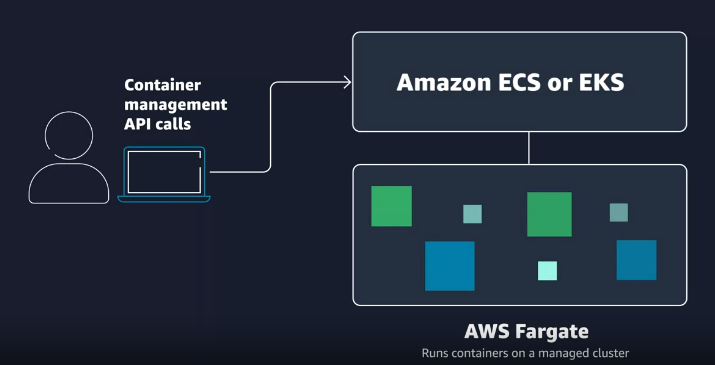 Container
management
API calls
Amazon ECS or EKS
AWS Fargate
Runs containers on a managed cluster